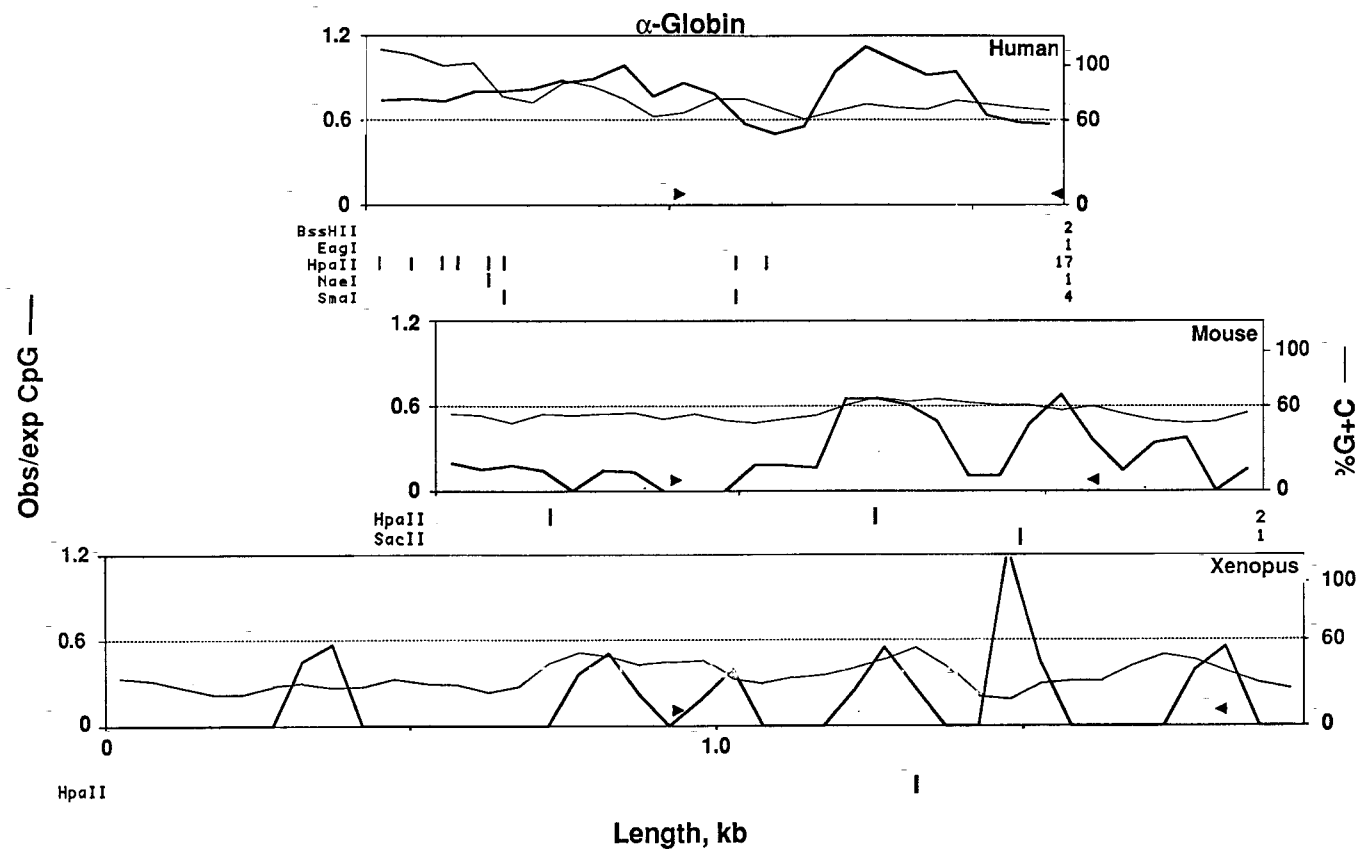 α-Globin
1.2 Human 100
0.6 60
0 0
BssHII 2
EagI 1
HpaII 17
NaeI 1
SmaI 4
Obs/exp CpG —
%G+C —
1.2 Mouse 100
0.6 60
0 0
HpaII 2
SacII 1
1.2 Xenopus 100
0.6 60
0 0
0 1.0
HpaII
Length, kb